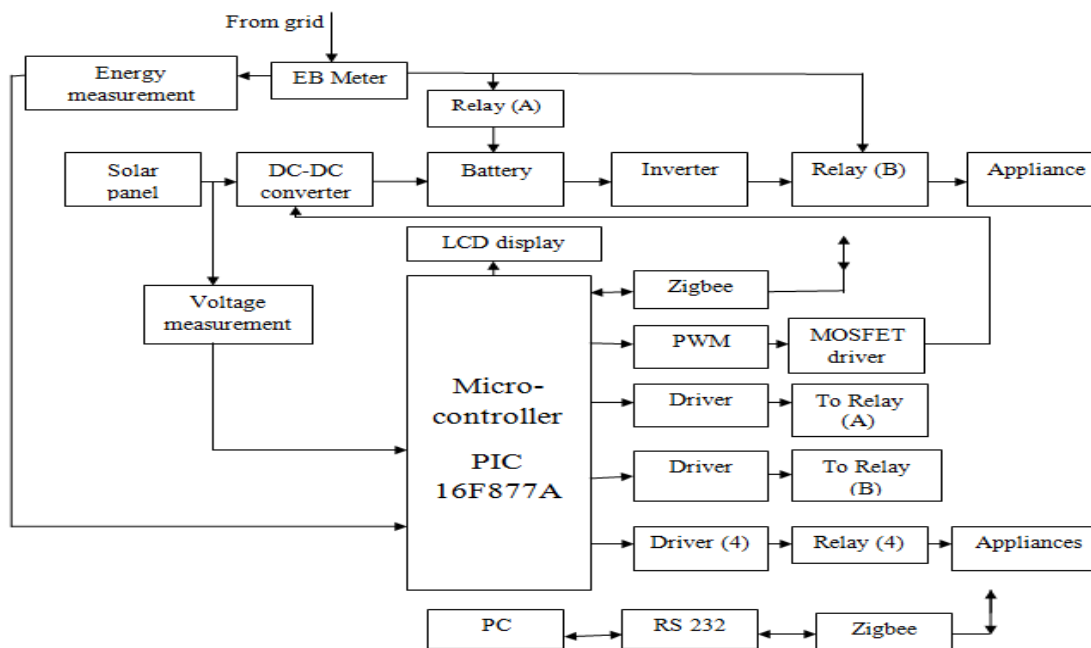 From grid
Energy
measurement
EB Meter
Relay (A)
Solar
panel
DC-DC
converter
Battery
Inverter
Relay (B)
Appliance
LCD display
Voltage
measurement
Zigbee
PWM
MOSFET
driver
Micro-
controller
PIC
16F877A
Driver
To Relay
(A)
Driver
To Relay
(B)
Driver (4)
Relay (4)
Appliances
PC
RS 232
Zigbee